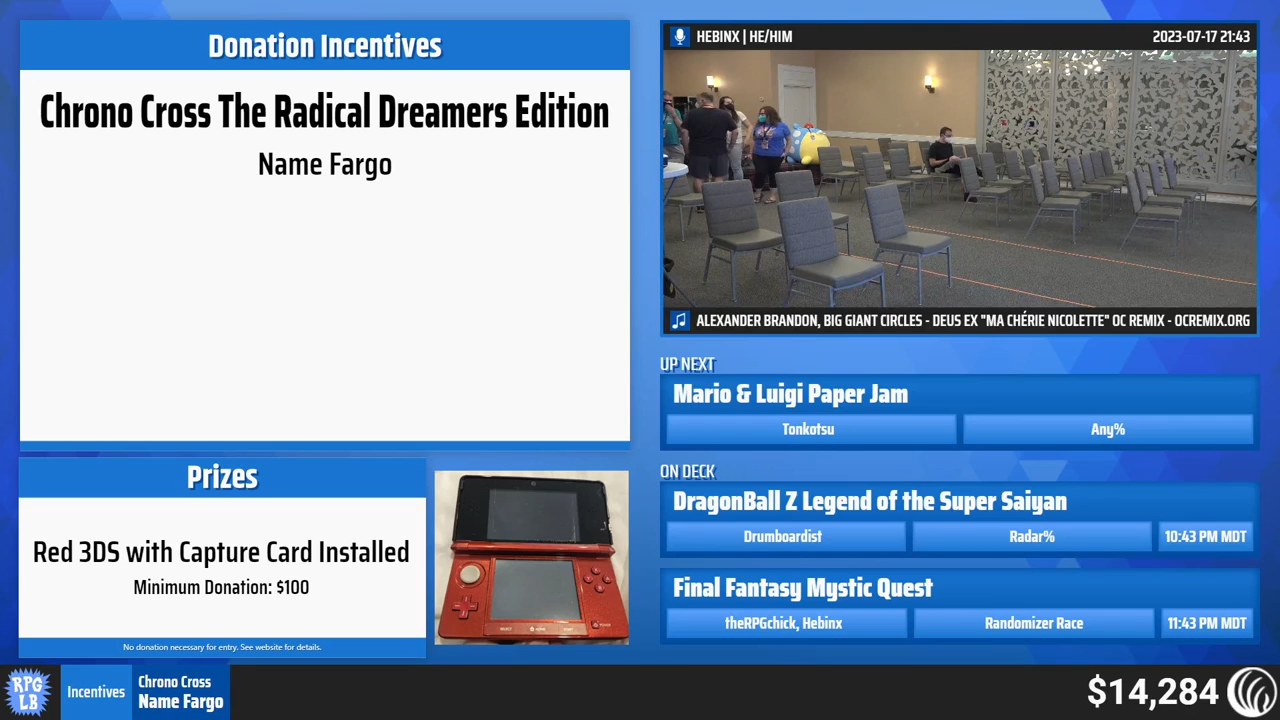 Donation Incentives
Chrono Cross The Radical Dreamers Edition
Name Fargo
Prizes
Red 3DS with Capture Card Installed
Minimum Donation: $100
No donation necessary for entry. See website for details.
HEBINX | HE/HIM
2023-07-17 21:43
ALEXANDER BRANDON, BIG GIANT CIRCLES - DEUS EX "MA CHÉRIE NICOLETTE" OC REMIX - OCREMIX.ORG
UP NEXT
Mario & Luigi Paper Jam
Tonkotsu
Any%
ON DECK
DragonBall Z Legend of the Super Saiyan
Drumboardist
Radar%
10:43 PM MDT
Final Fantasy Mystic Quest
theRPGchick, Hebinx
Randomizer Race
11:43 PM MDT
RPG
LB
Incentives
Chrono Cross
Name Fargo
$14,284